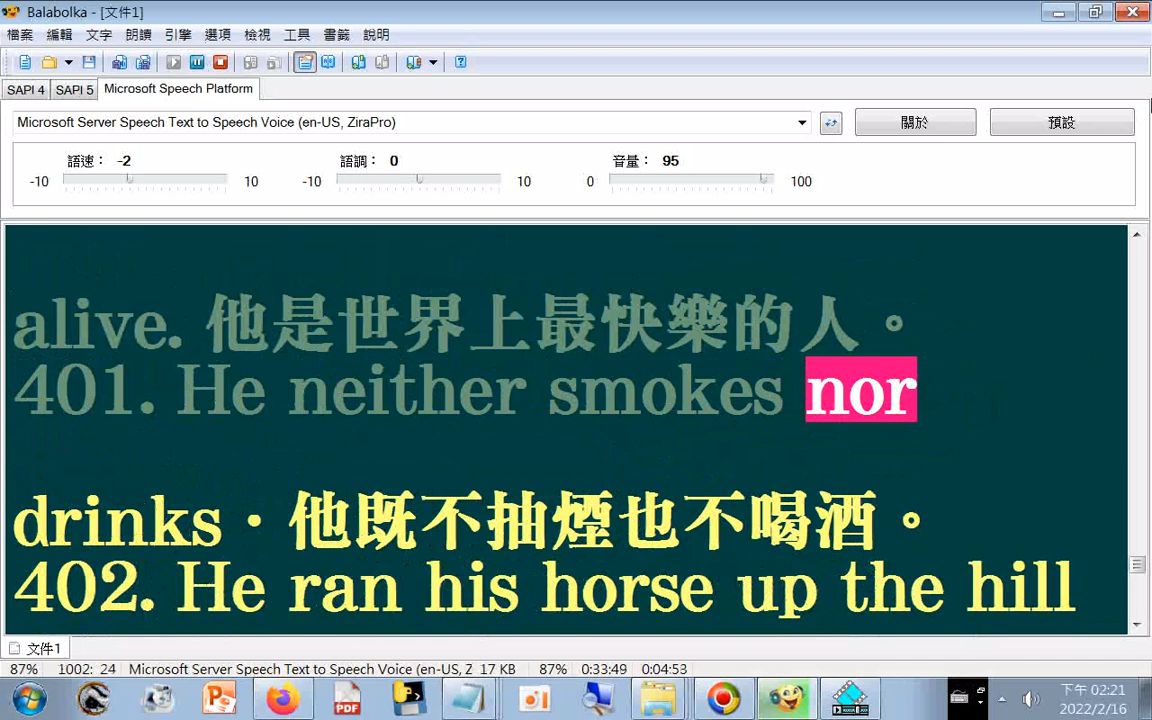 Balabolka - [文件1]
檔案 編輯 文字 朗讀 引擎 選項 檢視 工具 書籤 說明
SAPI 4 SAPI 5 Microsoft Speech Platform
Microsoft Server Speech Text to Speech Voice (en-US, ZiraPro) 關於 預設
語速： -2 語調： 0 音量： 95
-10 10 -10 10 0 100
alive. 他是世界上最快樂的人。
401. He neither smokes nor
drinks．他既不抽煙也不喝酒。
402. He ran his horse up the hill
文件1
87% 1002: 24 Microsoft Server Speech Text to Speech Voice (en-US, Z 17 KB 87% 0:33:49 0:04:53
PDF
下午 02:21
2022/2/16